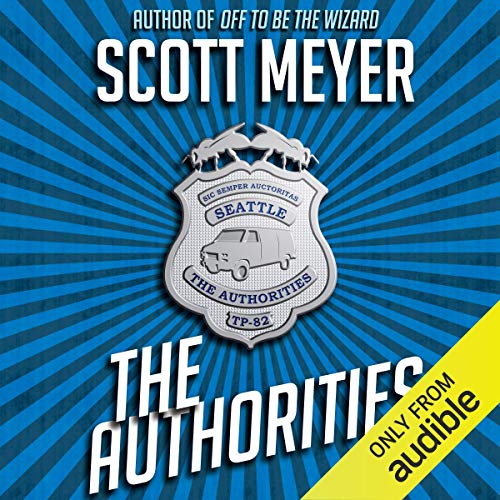 AUTHOR OF OFF TO BE THE WIZARD
SCOTT MEYER
SIC SEMPER AUCTORITAS
SEATTLE
THE AUTHORITIES
TP-82
THE
AUTHORITIES
ONLY FROM
audible